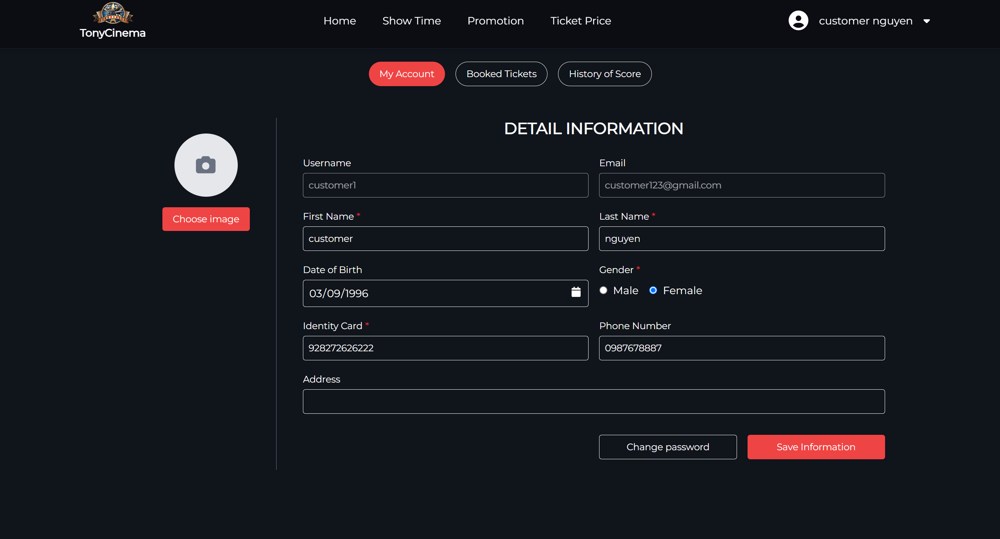 TonyCinema
Home Show Time Promotion Ticket Price
customer nguyen
My Account Booked Tickets History of Score
Choose image
DETAIL INFORMATION
Username Email
customer1 customer123@gmail.com
First Name * Last Name *
customer nguyen
Date of Birth Gender *
03/09/1996 Male Female
Identity Card * Phone Number
928272626222 0987678887
Address
Change password Save Information